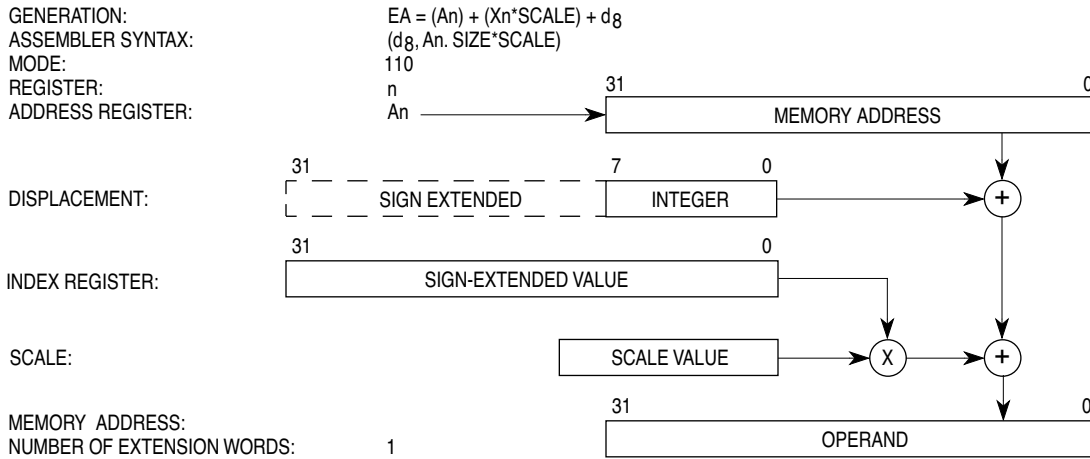 GENERATION: EA = (An) + (Xn*SCALE) + d8
ASSEMBLER SYNTAX: (d8, An. SIZE*SCALE)
MODE: 110
REGISTER: n 31 0
ADDRESS REGISTER: An MEMORY ADDRESS
31 7 0
DISPLACEMENT: SIGN EXTENDED INTEGER +
31 0
INDEX REGISTER: SIGN-EXTENDED VALUE
SCALE: SCALE VALUE X +
31 0
MEMORY ADDRESS: OPERAND
NUMBER OF EXTENSION WORDS: 1